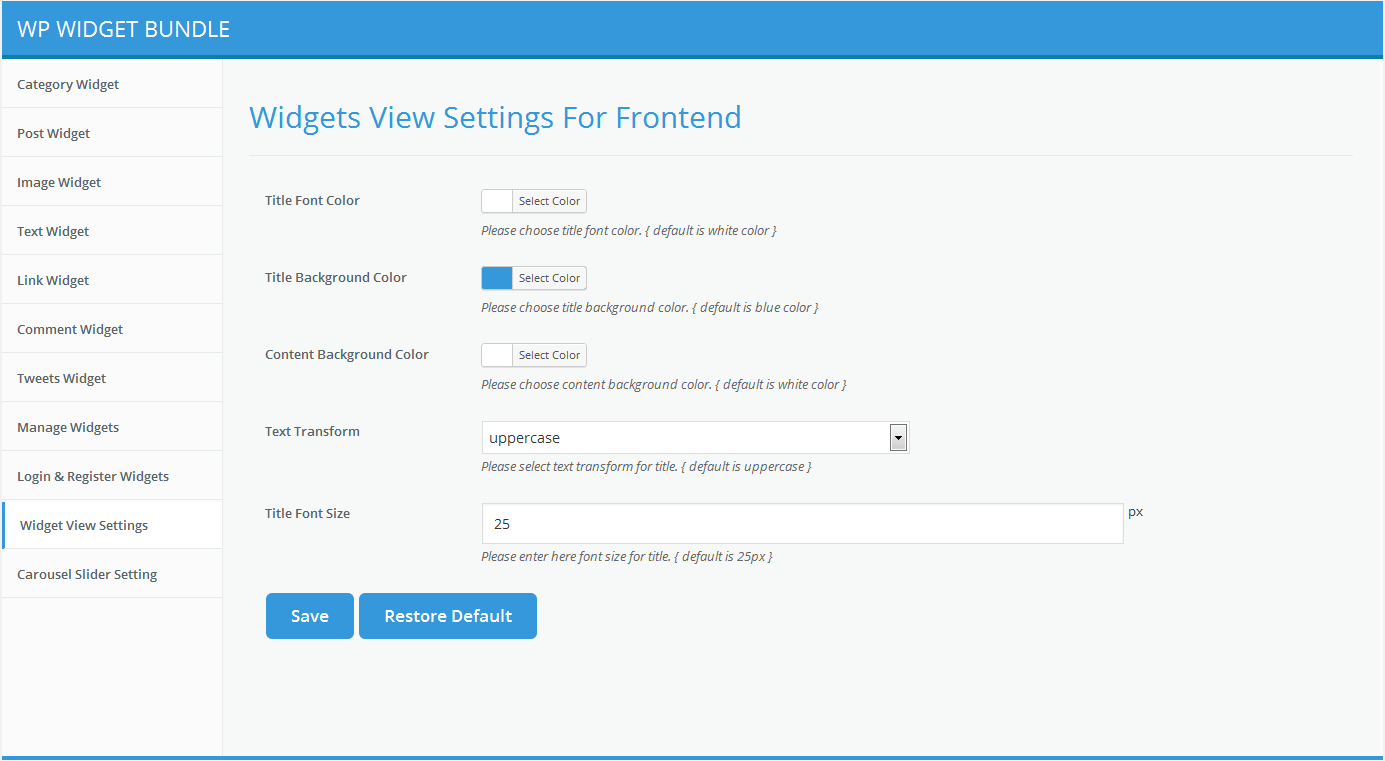 WP WIDGET BUNDLE
Category Widget
Post Widget
Image Widget
Text Widget
Link Widget
Comment Widget
Tweets Widget
Manage Widgets
Login & Register Widgets
Widget View Settings
Carousel Slider Setting
Widgets View Settings For Frontend
Title Font Color
Select Color
Please choose title font color. { default is white color }
Title Background Color
Select Color
Please choose title background color. { default is blue color }
Content Background Color
Select Color
Please choose content background color. { default is white color }
Text Transform
uppercase
Please select text transform for title. { default is uppercase }
Title Font Size
25
px
Please enter here font size for title. { default is 25px }
Save
Restore Default